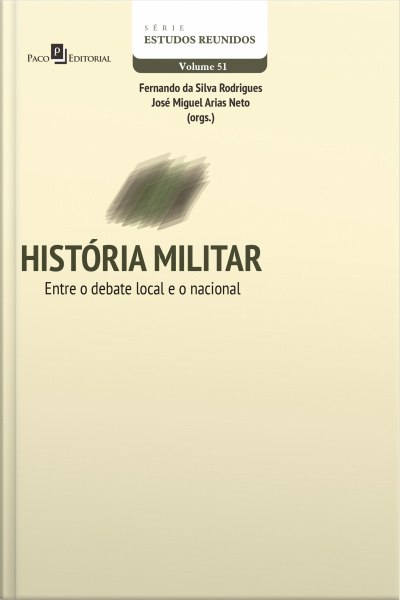 SÉRIE
ESTUDOS REUNIDOS
Volume 51
PACO EDITORIAL
Fernando da Silva Rodrigues
José Miguel Arias Neto
(orgs.)
HISTÓRIA MILITAR
Entre o debate local e o nacional